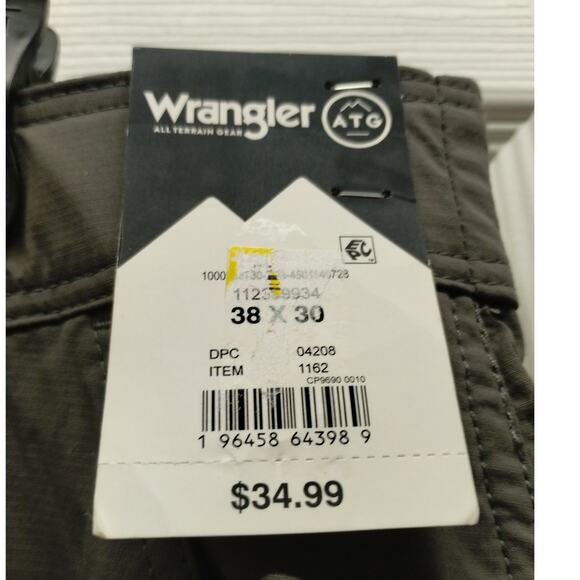 Wrangler
ALL TERRAIN GEAR
ATG
EPC
38 X 30
DPC 04208
ITEM 1162
CP9690 0010
1 96458 64398 9
$34.99